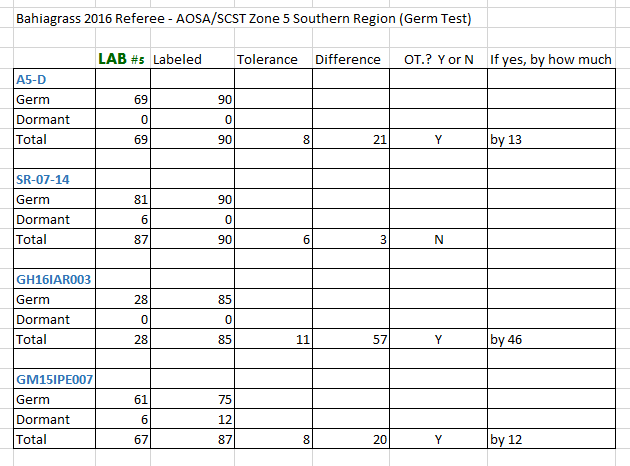 Bahiagrass 2016 Referee - AOSA/SCST Zone 5 Southern Region (Germ Test)
LAB #s Labeled Tolerance Difference OT.? Y or N If yes, by how much
A5-D
Germ 69 90
Dormant 0 0
Total 69 90 8 21 Y by 13
SR-07-14
Germ 81 90
Dormant 6 0
Total 87 90 6 3 N
GH16IAR003
Germ 28 85
Dormant 0 0
Total 28 85 11 57 Y by 46
GM15IPE007
Germ 61 75
Dormant 6 12
Total 67 87 8 20 Y by 12